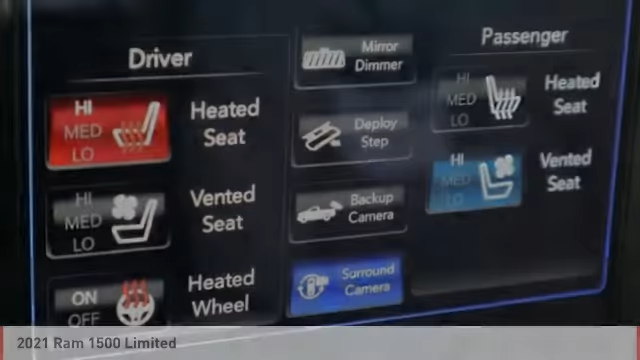 Driver
HI
MED
LO
Heated
Seat
HI
MED
LO
Vented
Seat
ON
OFF
Heated
Wheel
Mirror
Dimmer
Deploy
Step
Backup
Camera
Surround
Camera
Passenger
HI
MED
LO
Heated
Seat
HI
MED
LO
Vented
Seat
2021 Ram 1500 Limited